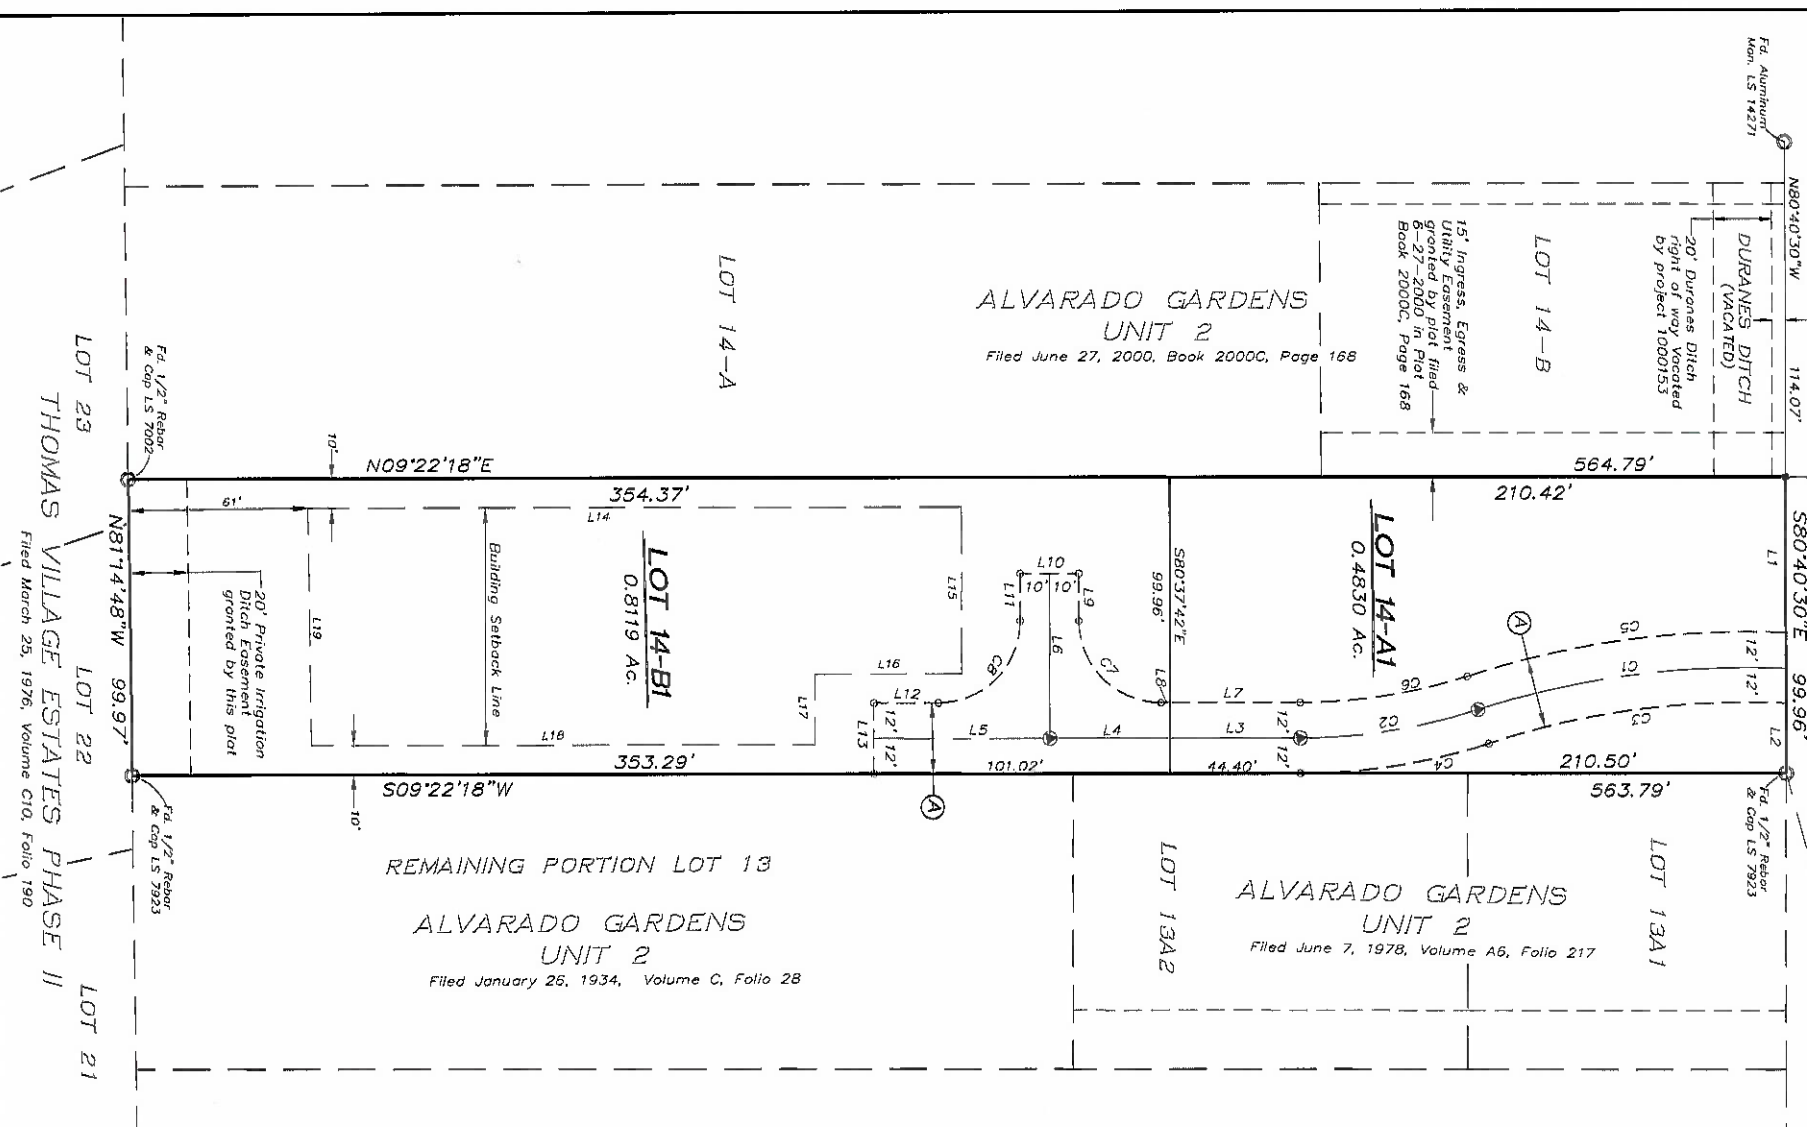 Fd. Aluminum
Mon. LS 14271
N80°40'30"W
114.07'
DURANES DITCH
(VACATED)
20' Duranes Ditch
right of way Vacated
by project 1000153
LOT 14-B
15' Ingress, Egress &
Utility Easement
granted by plat filed
6-27-2000 in Plat
Book 2000C, Page 168
ALVARADO GARDENS
UNIT 2
Filed June 27, 2000, Book 2000C, Page 168
LOT 14-A
Fd. 1/2" Rebar
& Cap LS 7002
LOT 23
N09°22'18"E
564.79'
354.37'
210.42'
10'
61'
L14
L15
L16
L17
L18
L19
Building Setback Line
LOT 14-B1
0.8119 Ac.
20' Private Irrigation
Ditch Easement
granted by this plat
N81°14'48"W 99.97'
L10
10' 10'
L11
L9
L6
C8
C7
L8
L12
L13
12' 12'
L5
L4
S80°37'42"E
99.96'
LOT 14-A1
0.4830 Ac.
L7
L3
12' 12'
C6
C2
C4
C5
C1
C3
A
12' 12'
L1
L2
S80°40'30"E 99.96'
353.29'
101.02'
44.40'
210.50'
S09°22'18"W
563.79'
10'
A
Fd. 1/2" Rebar
& Cap LS 7923
Fd. 1/2" Rebar
& Cap LS 7923
REMAINING PORTION LOT 13
ALVARADO GARDENS
UNIT 2
Filed January 26, 1934, Volume C, Folio 28
LOT 13A2
ALVARADO GARDENS
UNIT 2
Filed June 7, 1978, Volume A6, Folio 217
LOT 13A1
LOT 22
LOT 21
THOMAS VILLAGE ESTATES PHASE II
Filed March 25, 1976, Volume C10, Folio 190